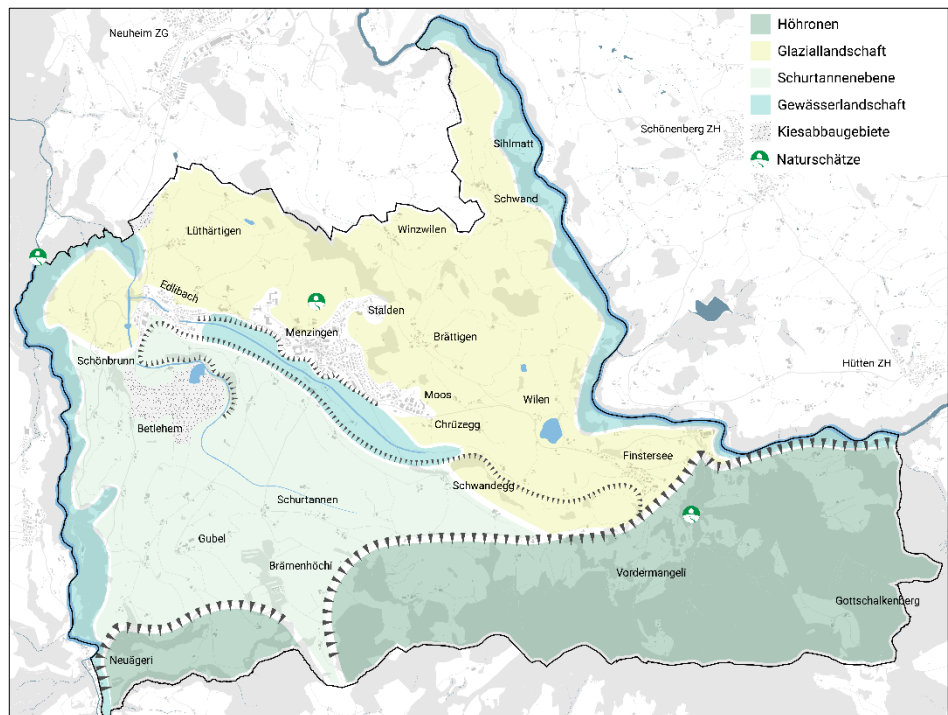 Neuheim ZG
Höhronen
Glaziallandschaft
Schurtannenebene
Gewässerlandschaft
Kiesabbaugebiete
Naturschätze
Schönenberg ZH
Sihlmatt
Schwand
Lüthärtigen
Winzwilen
Edlibach
Stalden
Menzingen
Brättigen
Schönbrunn
Hütten ZH
Moos
Wilen
Betlehem
Chrüzegg
Finstersee
Schwandegg
Schurtannen
Gubel
Brämenhöchi
Vordermangeli
Gottschalkenberg
Neuägeri